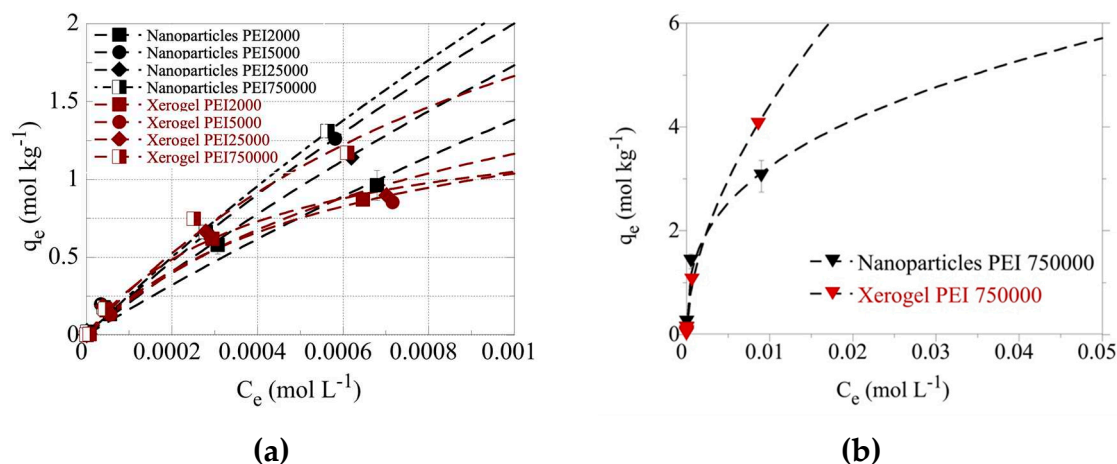 2
1.5
1
0.5
0
q_e (mol kg⁻¹)
Nanoparticles PEI2000
Nanoparticles PEI5000
Nanoparticles PEI25000
Nanoparticles PEI750000
Xerogel PEI2000
Xerogel PEI5000
Xerogel PEI25000
Xerogel PEI750000
0 0.0002 0.0004 0.0006 0.0008 0.001
C_e (mol L⁻¹)
(a)
6
4
2
0
q_e (mol kg⁻¹)
Nanoparticles PEI 750000
Xerogel PEI 750000
0 0.01 0.02 0.03 0.04 0.05
C_e (mol L⁻¹)
(b)